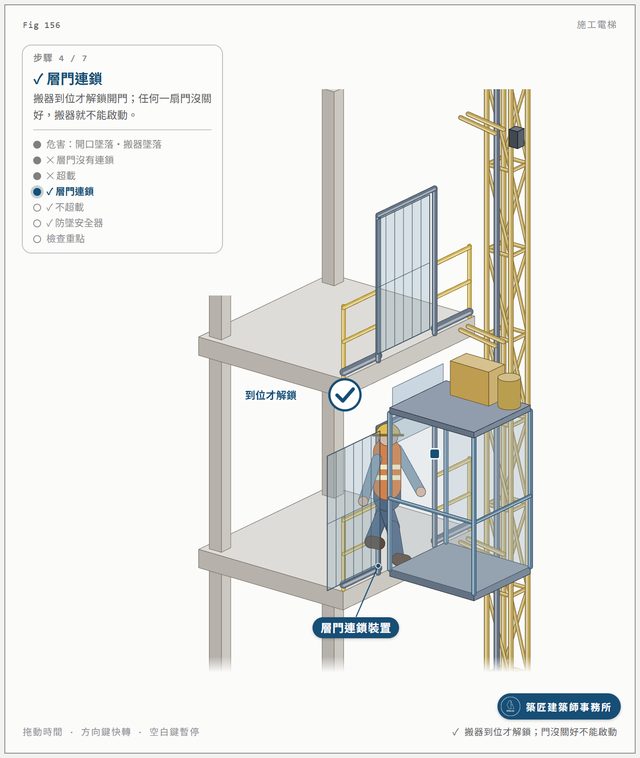 Fig 156
施工電梯
步驟 4 / 7
✓ 層門連鎖
搬器到位才解鎖開門；任何一扇門沒關
好，搬器就不能啟動。
危害：開口墜落・搬器墜落
✕ 層門沒有連鎖
✕ 超載
✓ 層門連鎖
✓ 不超載
✓ 防墜安全器
檢查重點
到位才解鎖
層門連鎖裝置
築匠建築師事務所
拖動時間 · 方向鍵快轉 · 空白鍵暫停
✓ 搬器到位才解鎖；門沒關好不能啟動